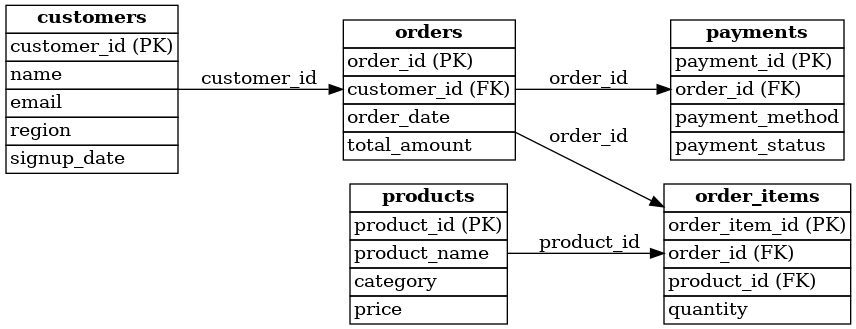 customers
customer_id (PK)
name
email
region
signup_date
customer_id
orders
order_id (PK)
customer_id (FK)
order_date
total_amount
order_id
order_id
payments
payment_id (PK)
order_id (FK)
payment_method
payment_status
products
product_id (PK)
product_name
category
price
product_id
order_items
order_item_id (PK)
order_id (FK)
product_id (FK)
quantity